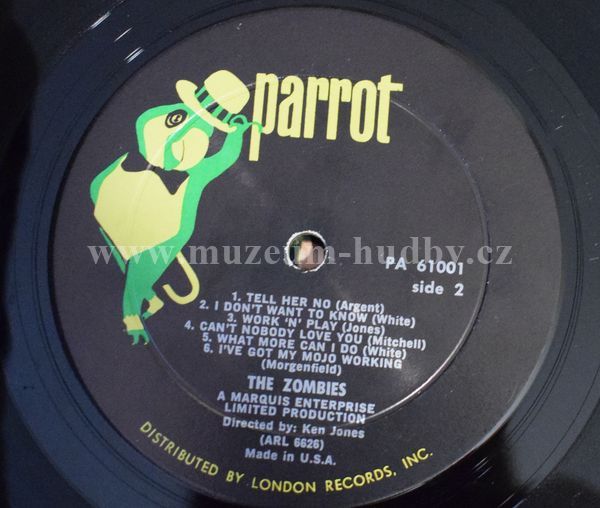 parrot
www.muzeum-hudby.cz
PA 61001
side 2
1. TELL HER NO (Argent)
2. I DON'T WANT TO KNOW (White)
3. WORK 'N' PLAY (Jones)
4. CAN'T NOBODY LOVE YOU (Mitchell)
5. WHAT MORE CAN I DO (White)
6. I'VE GOT MY MOJO WORKING
(Morgenfield)
THE ZOMBIES
A MARQUIS ENTERPRISE
LIMITED PRODUCTION
Directed by: Ken Jones
(ARL 6626)
Made in U.S.A.
DISTRIBUTED BY LONDON RECORDS, INC.